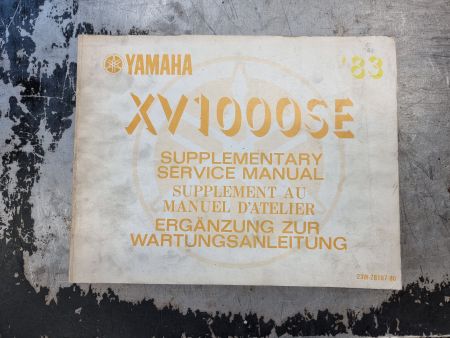 YAMAHA '83
XV1000SE
SUPPLEMENTARY
SERVICE MANUAL
SUPPLEMENT AU
MANUEL D'ATELIER
ERGÄNZUNG ZUR
WARTUNGSANLEITUNG